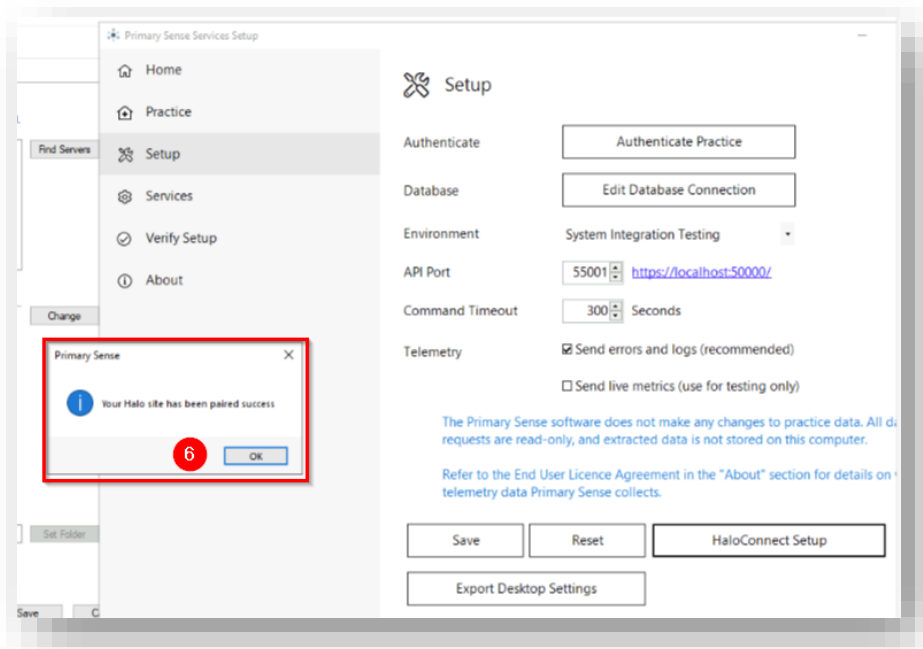 Primary Sense Services Setup
Home
Practice
Setup
Services
Verify Setup
About
Find Servers
Change
Set Folder
Save
Setup
Authenticate
Authenticate Practice
Database
Edit Database Connection
Environment
System Integration Testing
API Port
55001
https://localhost:50000/
Command Timeout
300
Seconds
Telemetry
Send errors and logs (recommended)
Send live metrics (use for testing only)
The Primary Sense software does not make any changes to practice data. All
requests are read-only, and extracted data is not stored on this computer.
Refer to the End User Licence Agreement in the "About" section for details on
telemetry data Primary Sense collects.
Save
Reset
HaloConnect Setup
Export Desktop Settings
Primary Sense
Your Halo site has been paired success
6
OK